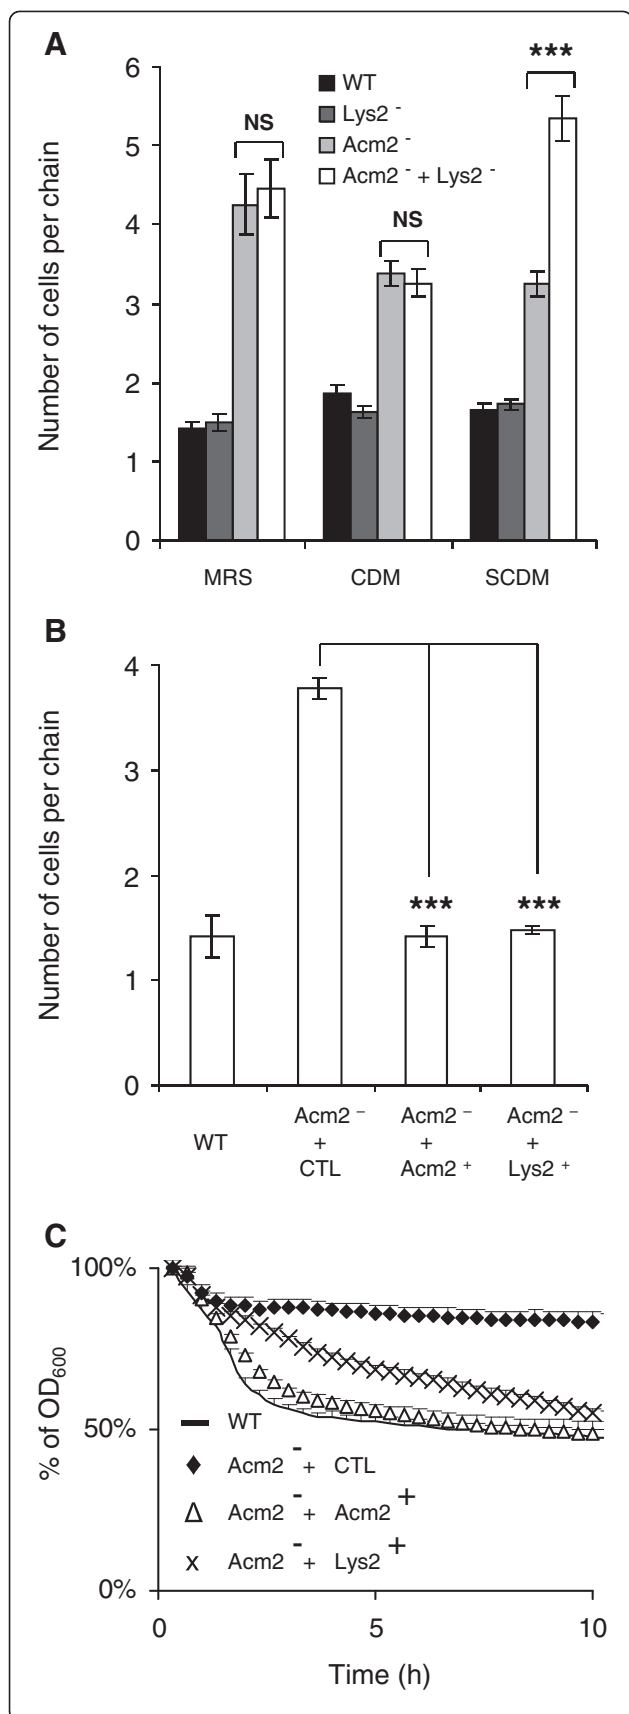 A
Number of cells per chain
6
5
4
3
2
1
0
WT
Lys2 -
Acm2 -
Acm2 - + Lys2 -
NS
NS
***
MRS CDM SCDM
B
Number of cells per chain
4
3
2
1
0
*** ***
WT
Acm2 - + CTL
Acm2 - + Acm2 +
Acm2 - + Lys2 +
C
% of OD600
100%
50%
0%
WT
Acm2 - + CTL
Acm2 - + Acm2 +
Acm2 - + Lys2 +
0 5 10
Time (h)